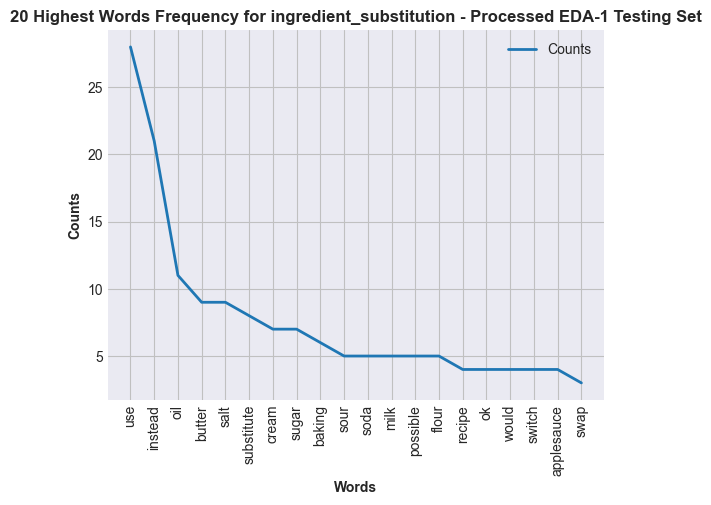 20 Highest Words Frequency for ingredient_substitution - Processed EDA-1 Testing Set
Counts
25
20
15
10
5
Counts
use
instead
oil
butter
salt
substitute
cream
sugar
baking
sour
soda
milk
possible
flour
recipe
ok
would
switch
applesauce
swap
Words